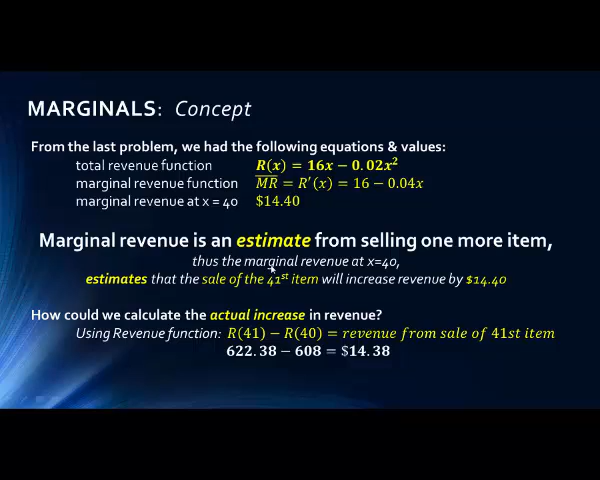 MARGINALS: Concept
From the last problem, we had the following equations & values:
total revenue function R(x) = 16x − 0.02x²
marginal revenue function MR = R′(x) = 16 − 0.04x
marginal revenue at x = 40 $14.40
Marginal revenue is an estimate from selling one more item,
thus the marginal revenue at x=40,
estimates that the sale of the 41st item will increase revenue by $14.40
How could we calculate the actual increase in revenue?
Using Revenue function: R(41) − R(40) = revenue from sale of 41st item
622.38 − 608 = $14.38